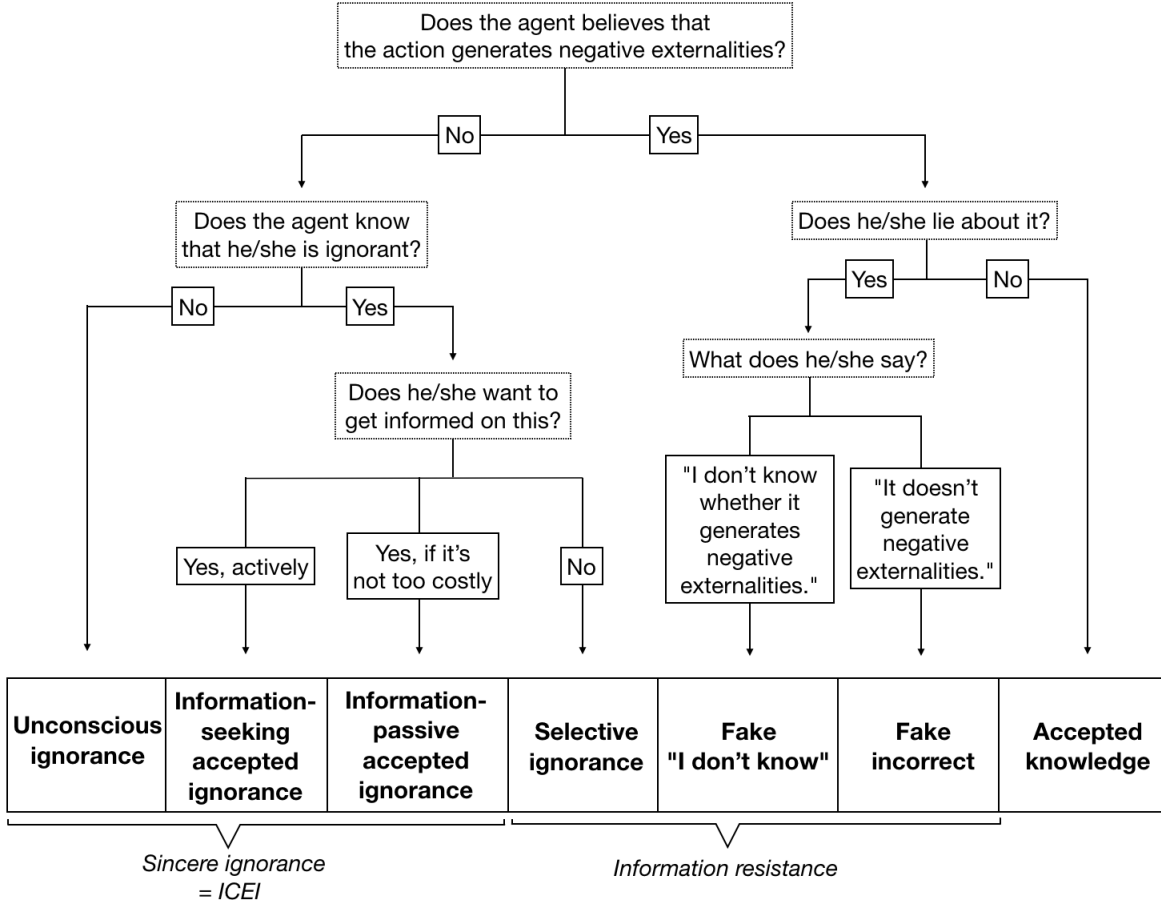 Does the agent believes that
the action generates negative externalities?
No
Yes
Does the agent know
that he/she is ignorant?
Does he/she lie about it?
No
Yes
Yes
No
What does he/she say?
Does he/she want to
get informed on this?
"I don't know
whether it
generates
negative
externalities."
"It doesn't
generate
negative
externalities."
Yes, actively
Yes, if it's
not too costly
No
Unconscious
ignorance
Information-
seeking
accepted
ignorance
Information-
passive
accepted
ignorance
Selective
ignorance
Fake
"I don't know"
Fake
incorrect
Accepted
knowledge
Sincere ignorance
= ICEI
Information resistance